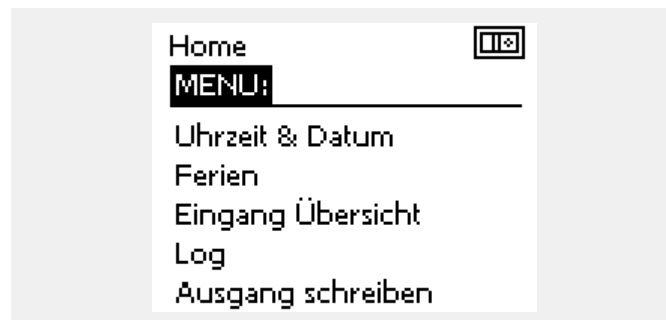 Home
MENU:
Uhrzeit & Datum
Ferien
Eingang Übersicht
Log
Ausgang schreiben